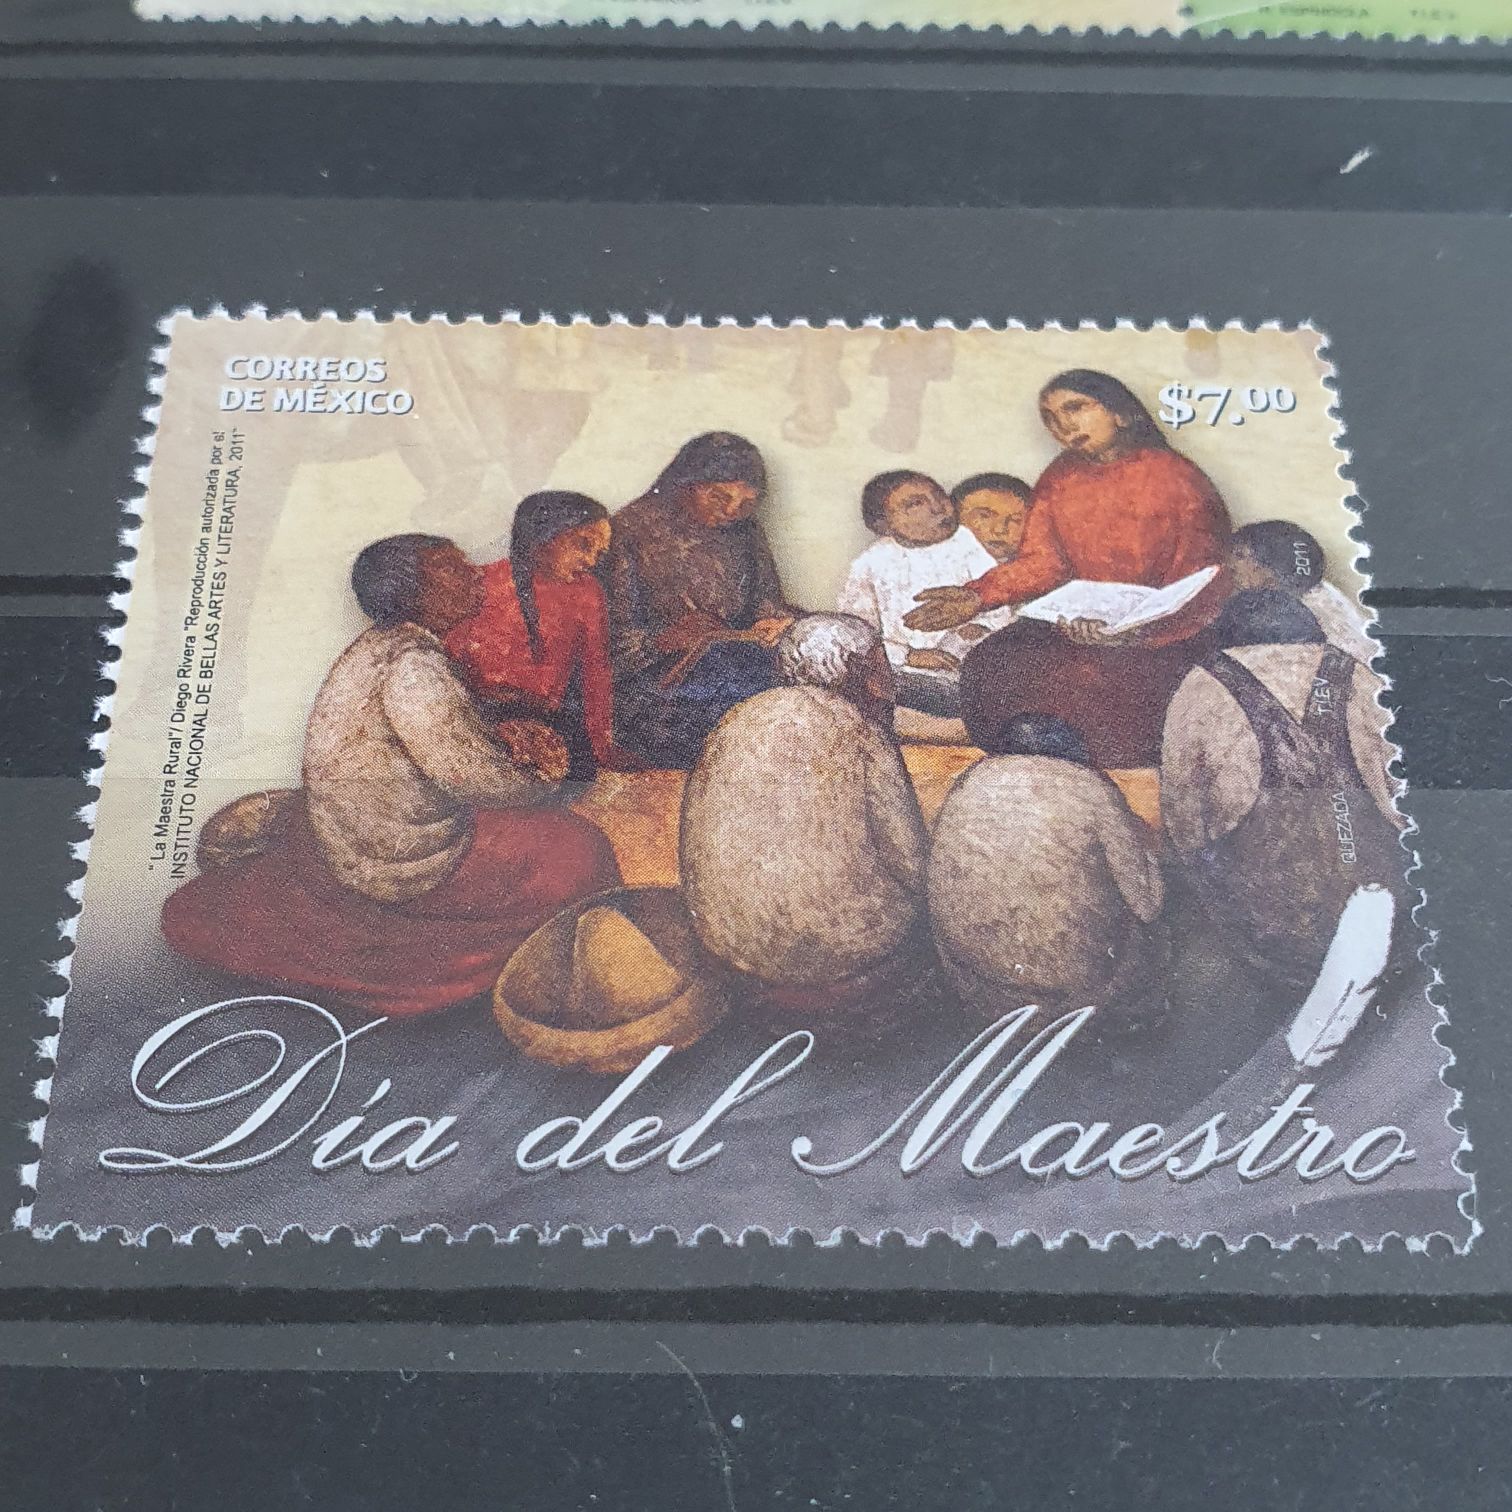 CORREOS
DE MÉXICO
$7.00
"La Maestra Rural"/ Diego Rivera "Reproducción autorizada por el
INSTITUTO NACIONAL DE BELLAS ARTES Y LITERATURA, 2011"
2011
TIEV
QUEZADA
Día del Maestro